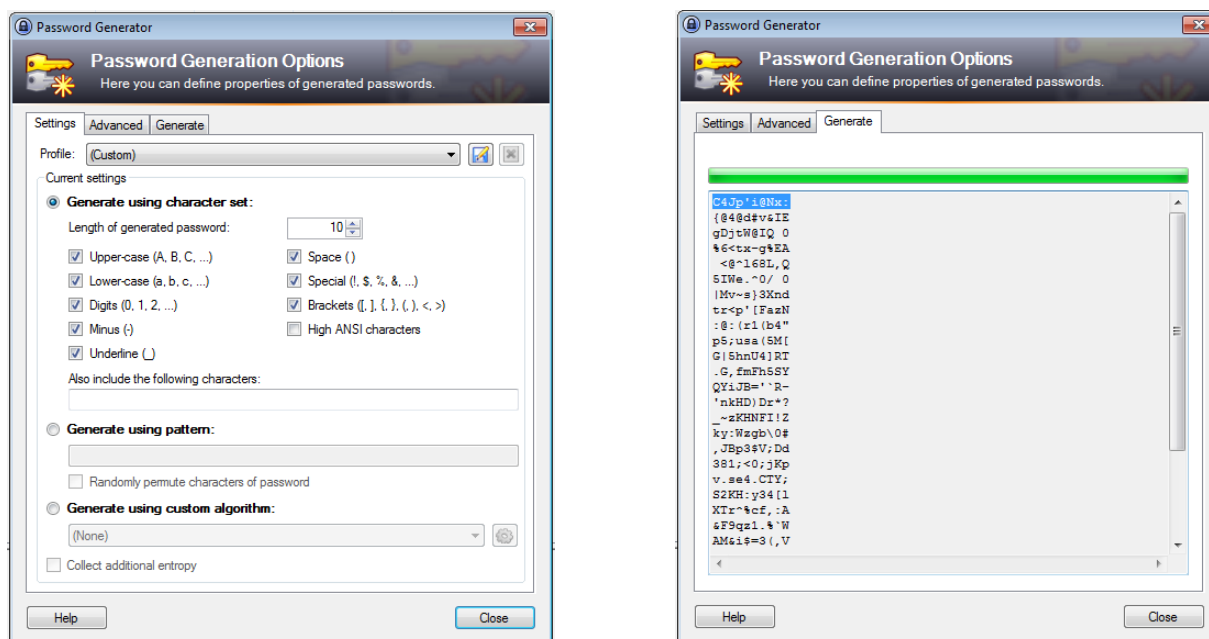 Password Generator
Password Generation Options
Here you can define properties of generated passwords.
Settings Advanced Generate
Profile: (Custom)
Current settings
Generate using character set:
Length of generated password: 10
Upper-case (A, B, C, ...) Space ( )
Lower-case (a, b, c, ...) Special (!, $, %, &, ...)
Digits (0, 1, 2, ...) Brackets ([, ], {, }, (, ), <, >)
Minus (-) High ANSI characters
Underline (_)
Also include the following characters:
Generate using pattern:
Randomly permute characters of password
Generate using custom algorithm:
(None)
Collect additional entropy
Help Close
Password Generator
Password Generation Options
Here you can define properties of generated passwords.
Settings Advanced Generate
C4Jp'i@Nx:
{@4@d#v&IE
gDjtW@IQ 0
%6<tx-g%EA
 <@^168L,Q
5IWe.^0/ 0
|Mv~s}3Xnd
tr<p'[FazN
:@:(r1(b4"
p5;usa(5M[
G|5hnU4]RT
.G,fmFh5SY
QYiJB='`R-
'nkHD)Dr*?
_~zKHNFI!Z
ky:Wzgb\0#
,JBp3$V;Dd
381;<0;jKp
v.se4.CTY;
S2KH:y34[l
XTr^%cf,:A
&F9qz1.%`W
AM&i$=3(,V
Help Close